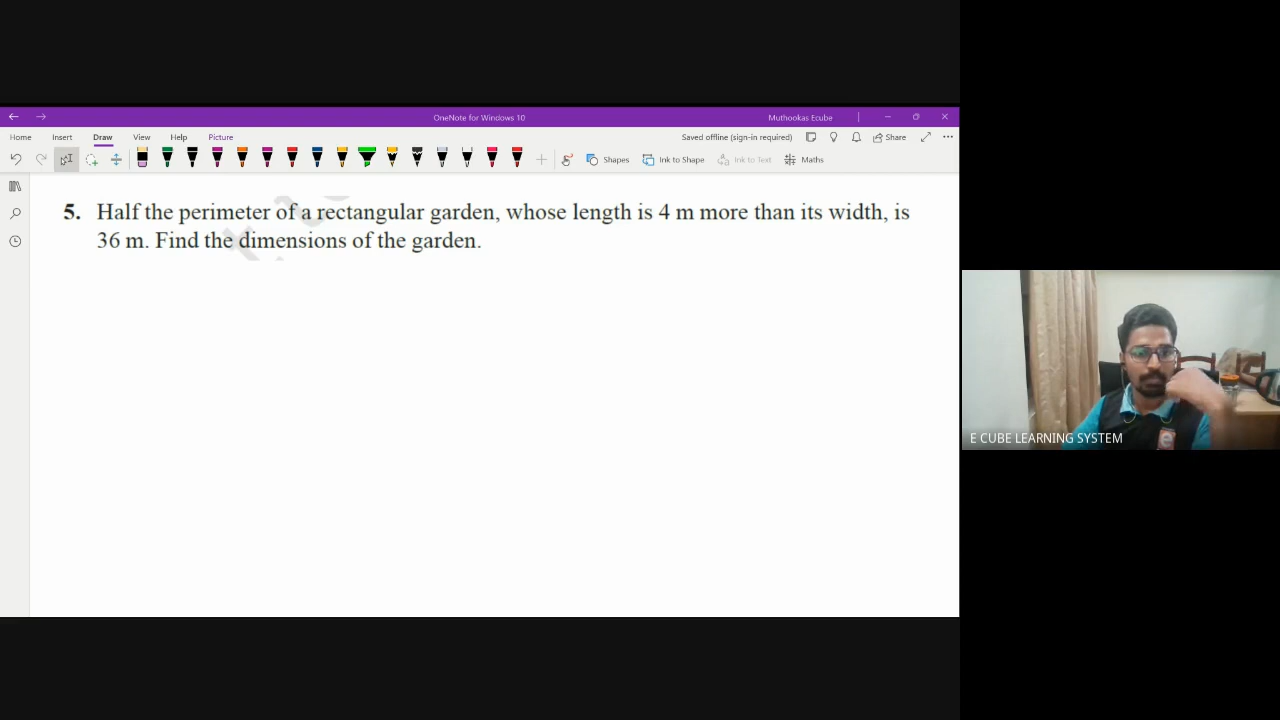 OneNote for Windows 10
Muthookas Ecube
Home Insert Draw View Help Picture
Saved offline (sign-in required) Share
Shapes Ink to Shape Ink to Text Maths
5. Half the perimeter of a rectangular garden, whose length is 4 m more than its width, is
36 m. Find the dimensions of the garden.
E CUBE LEARNING SYSTEM